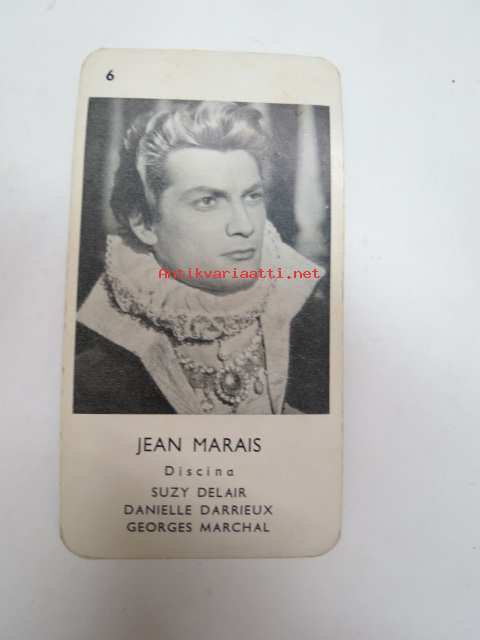 6
Antikvariaatti.net
JEAN MARAIS
Discina
SUZY DELAIR
DANIELLE DARRIEUX
GEORGES MARCHAL